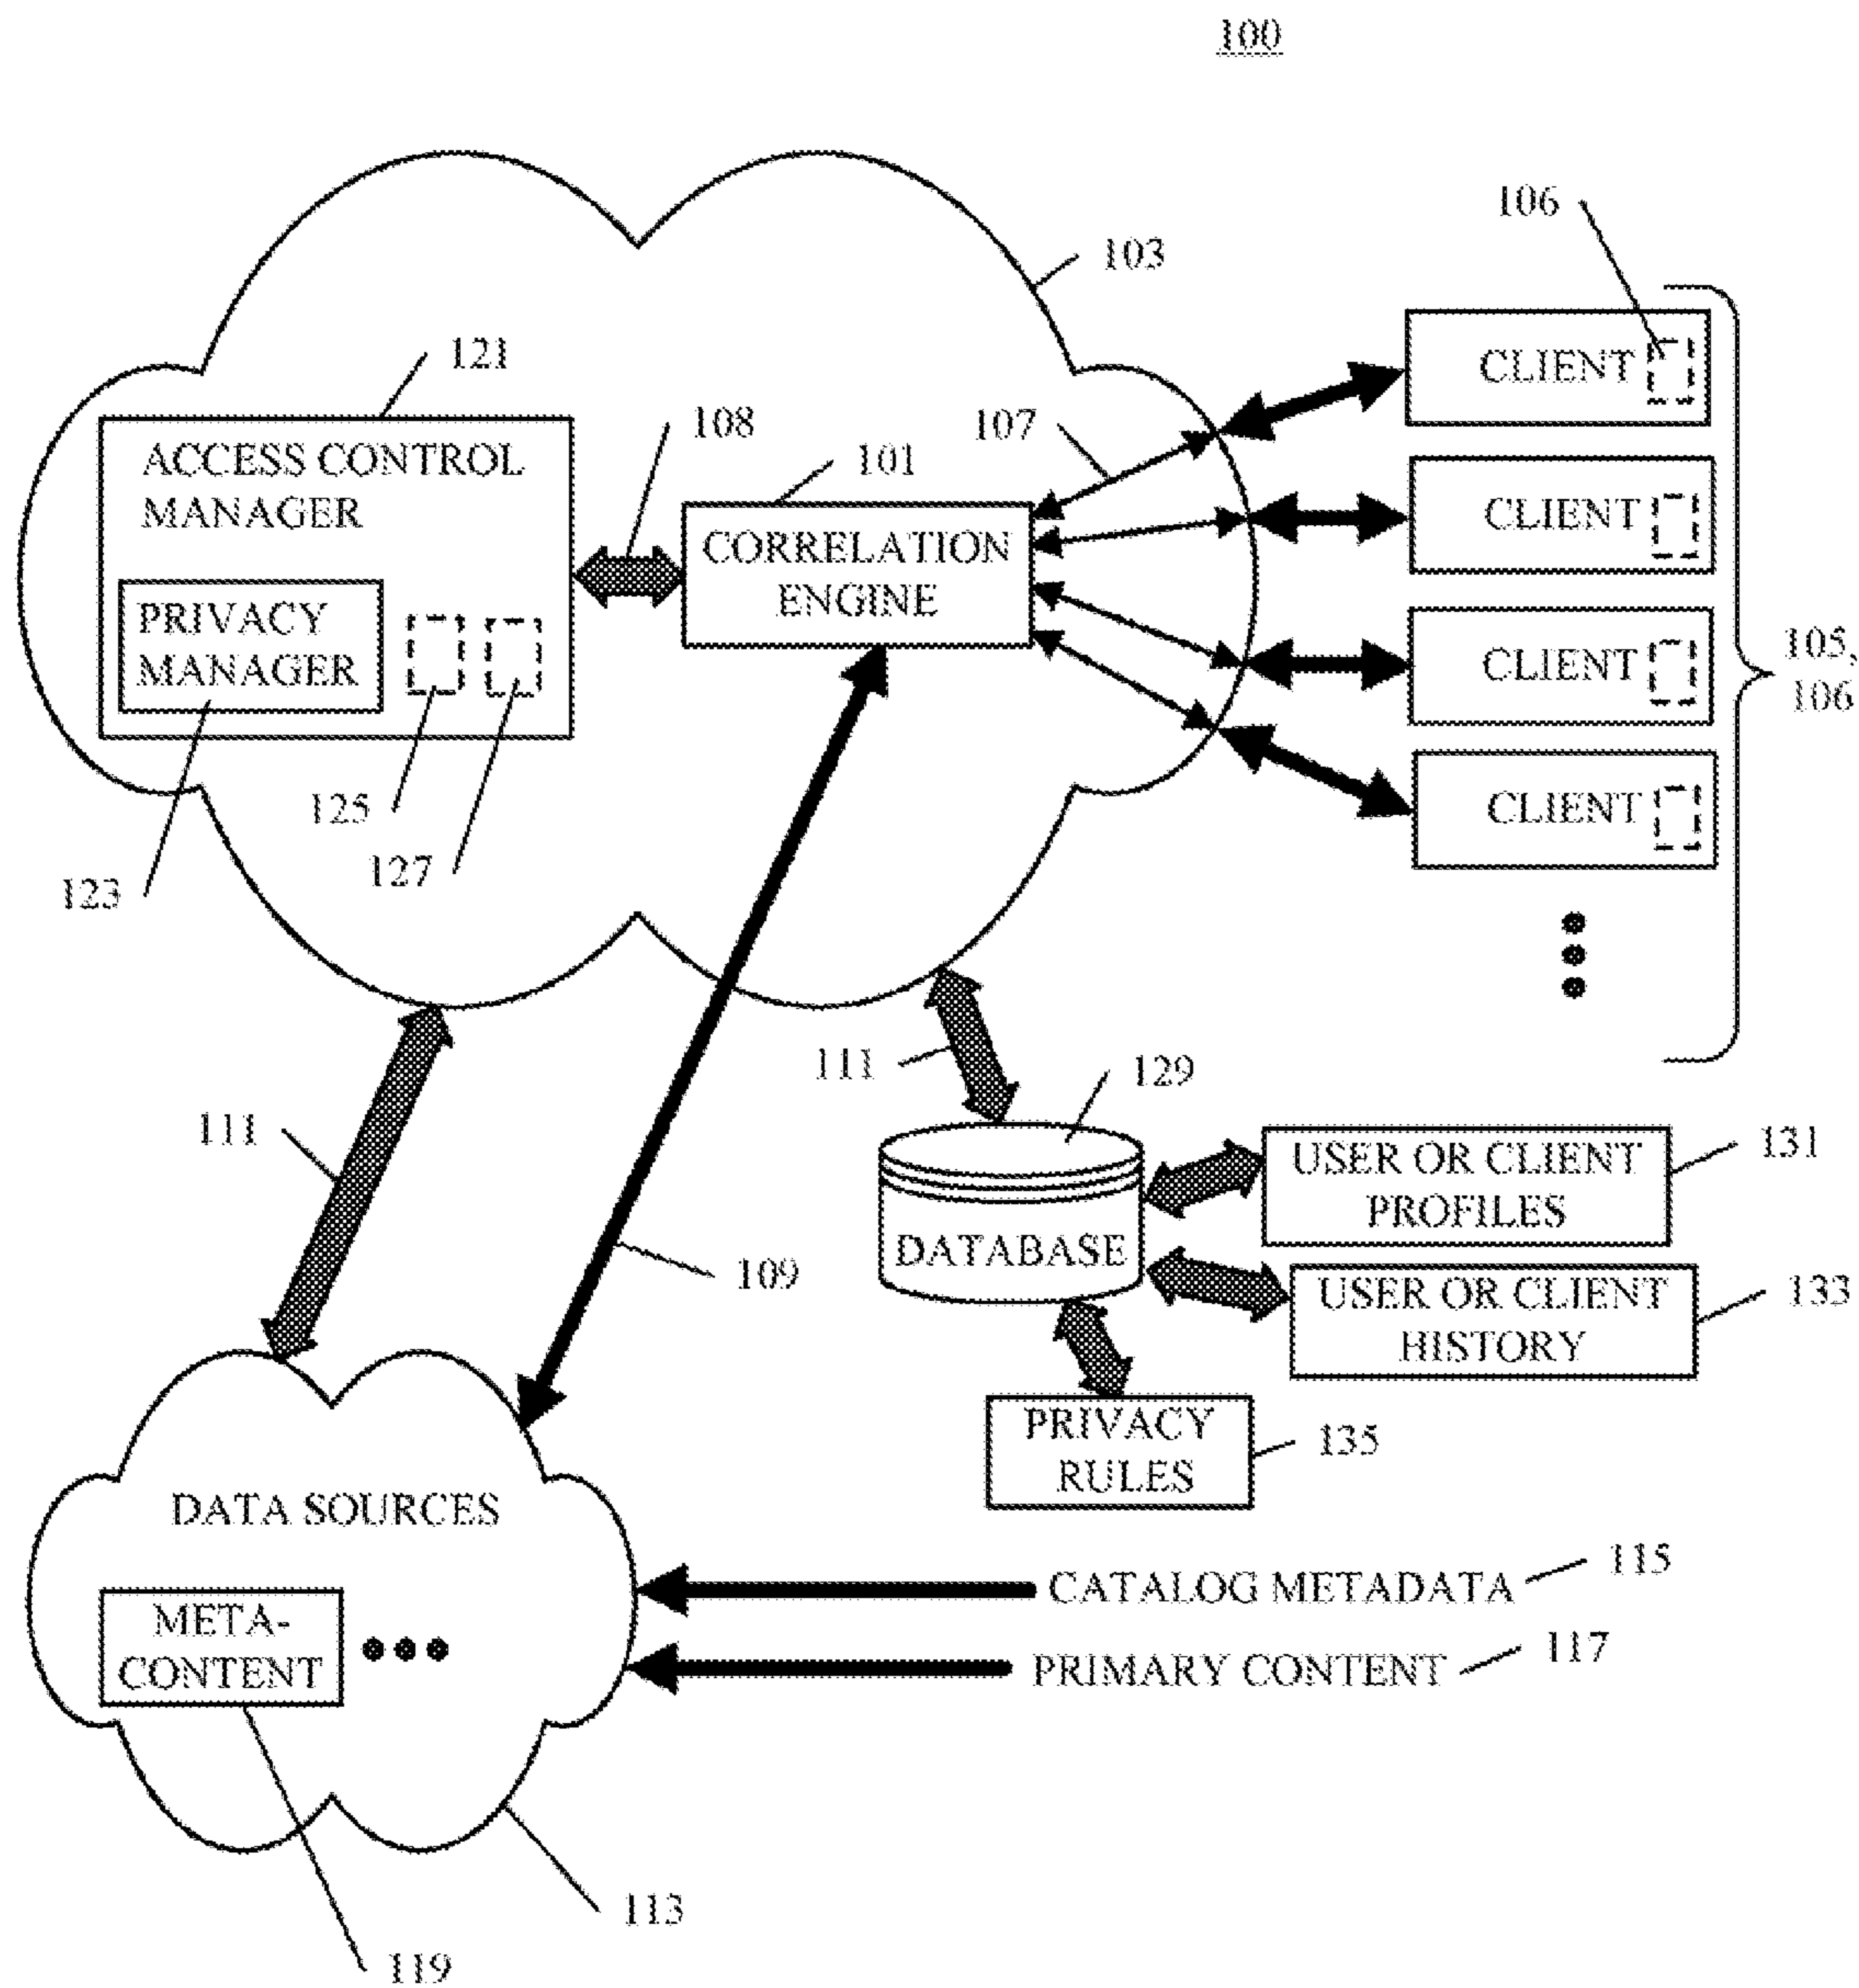 100
106
103
121
CLIENT
108
107
ACCESS CONTROL
MANAGER
101
CLIENT
CORRELATION
ENGINE
PRIVACY
MANAGER
CLIENT
105,
106
125
CLIENT
127
123
111
129
111
USER OR CLIENT
PROFILES
131
DATABASE
109
USER OR CLIENT
HISTORY
133
PRIVACY
RULES
135
DATA SOURCES
CATALOG METADATA
115
META-
CONTENT
PRIMARY CONTENT
117
113
119